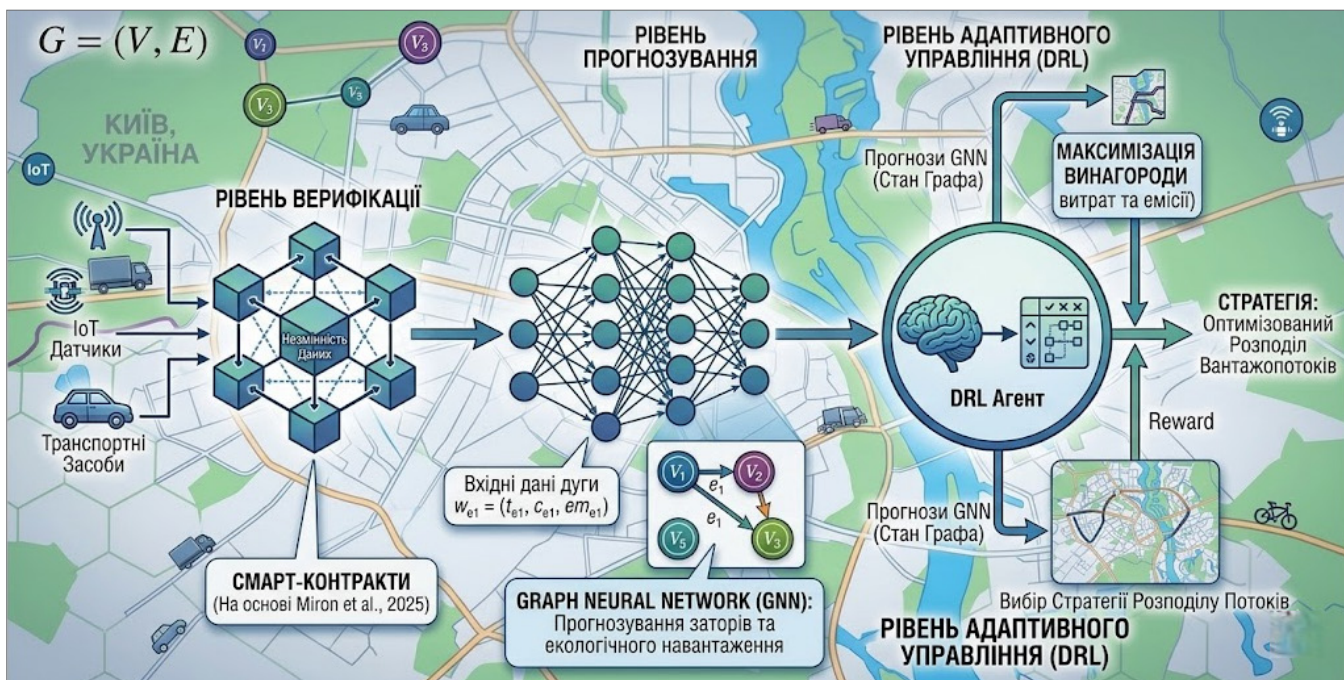 G = (V, E)
V₁
V₃
V₃
V₃
КИЇВ,
УКРАЇНА
IoT
РІВЕНЬ ВЕРИФІКАЦІЇ
Незмінність
Даних
IoT
Датчики
Транспортні
Засоби
СМАРТ-КОНТРАКТИ
(На основі Miron et al., 2025)
РІВЕНЬ
ПРОГНОЗУВАННЯ
Вхідні дані дуги
wₑ₁ = (tₑ₁, cₑ₁, emₑ₁)
V₁
e₁
V₂
e₁
V₅
V₃
GRAPH NEURAL NETWORK (GNN):
Прогнозування заторів та
екологічного навантаження
РІВЕНЬ АДАПТИВНОГО
УПРАВЛІННЯ (DRL)
Прогнози GNN
(Стан Графа)
МАКСИМІЗАЦІЯ
ВИНАГОРОДИ
витрат та емісії)
DRL Агент
СТРАТЕГІЯ:
Оптимізований
Розподіл
Вантажопотоків
Reward
Прогнози GNN
(Стан Графа)
Вибір Стратегії Розподілу Потоків
РІВЕНЬ АДАПТИВНОГО
УПРАВЛІННЯ (DRL)